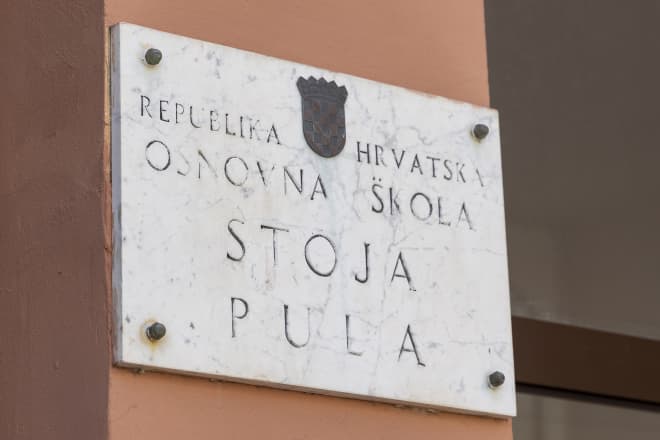 REPUBLIKA HRVATSKA
OSNOVNA ŠKOLA
STOJA
PULA